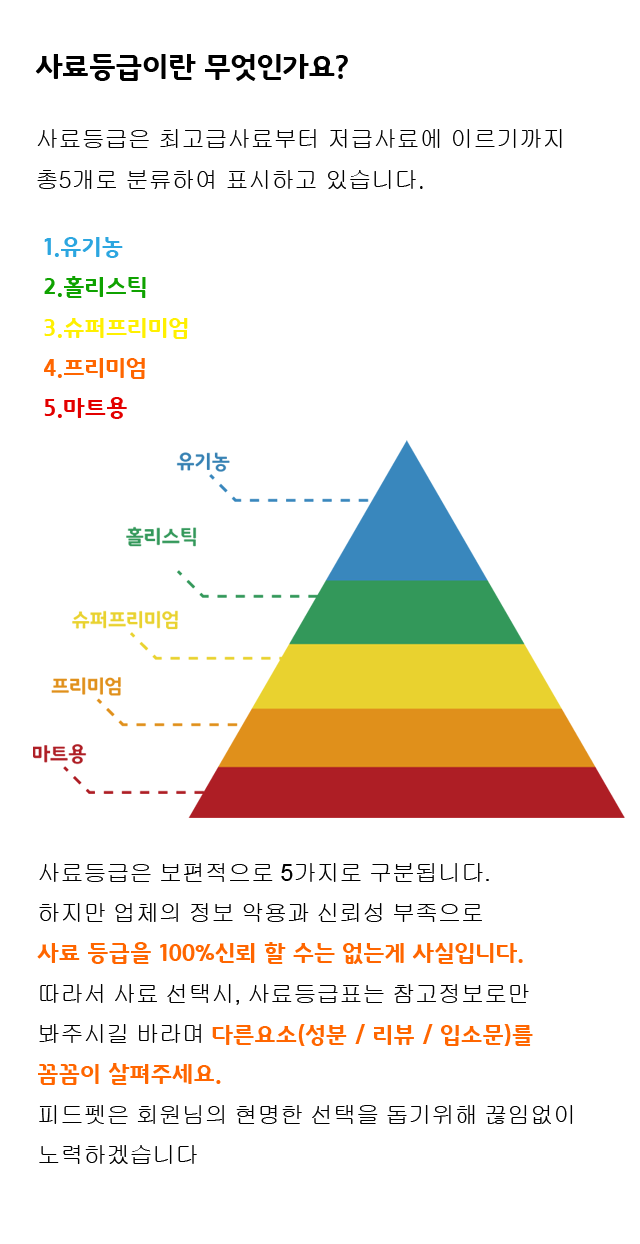 사료등급이란 무엇인가요?
사료등급은 최고급사료부터 저급사료에 이르기까지
총5개로 분류하여 표시하고 있습니다.
1.유기농
2.홀리스틱
3.슈퍼프리미엄
4.프리미엄
5.마트용
유기농
홀리스틱
슈퍼프리미엄
프리미엄
마트용
사료등급은 보편적으로 5가지로 구분됩니다.
하지만 업체의 정보 악용과 신뢰성 부족으로
사료 등급을 100%신뢰 할 수는 없는게 사실입니다.
따라서 사료 선택시, 사료등급표는 참고정보로만
봐주시길 바라며 다른요소(성분 / 리뷰 / 입소문)를
꼼꼼이 살펴주세요.
피드펫은 회원님의 현명한 선택을 돕기위해 끊임없이
노력하겠습니다